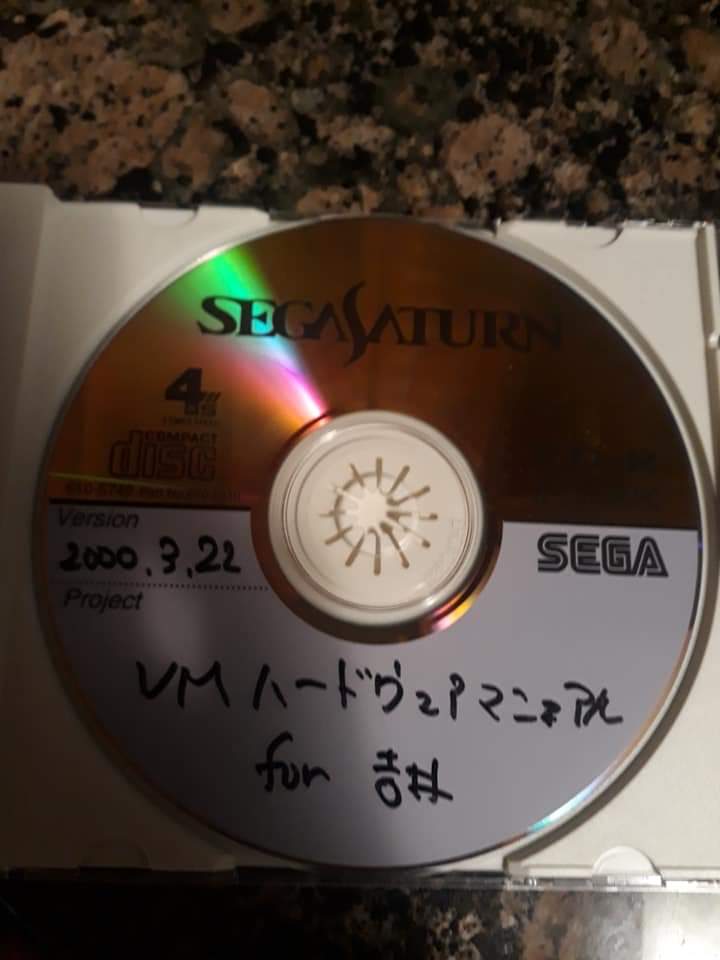 SEGA SATURN
4
COMPACT
disc
Version
2000.3.22
SEGA
Project
VM ハードウェアマニュアル
for 吉井